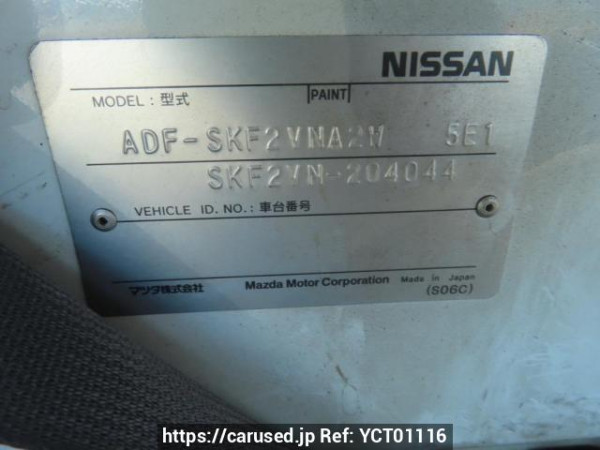 NISSAN
MODEL : 型式 PAINT
ADF-SKF2VNA2W 5E1
SKF2VN-204044
VEHICLE ID. NO. : 車台番号
マツダ株式会社 Mazda Motor Corporation Made in Japan
(S06C)
https://carused.jp Ref: YCT01116